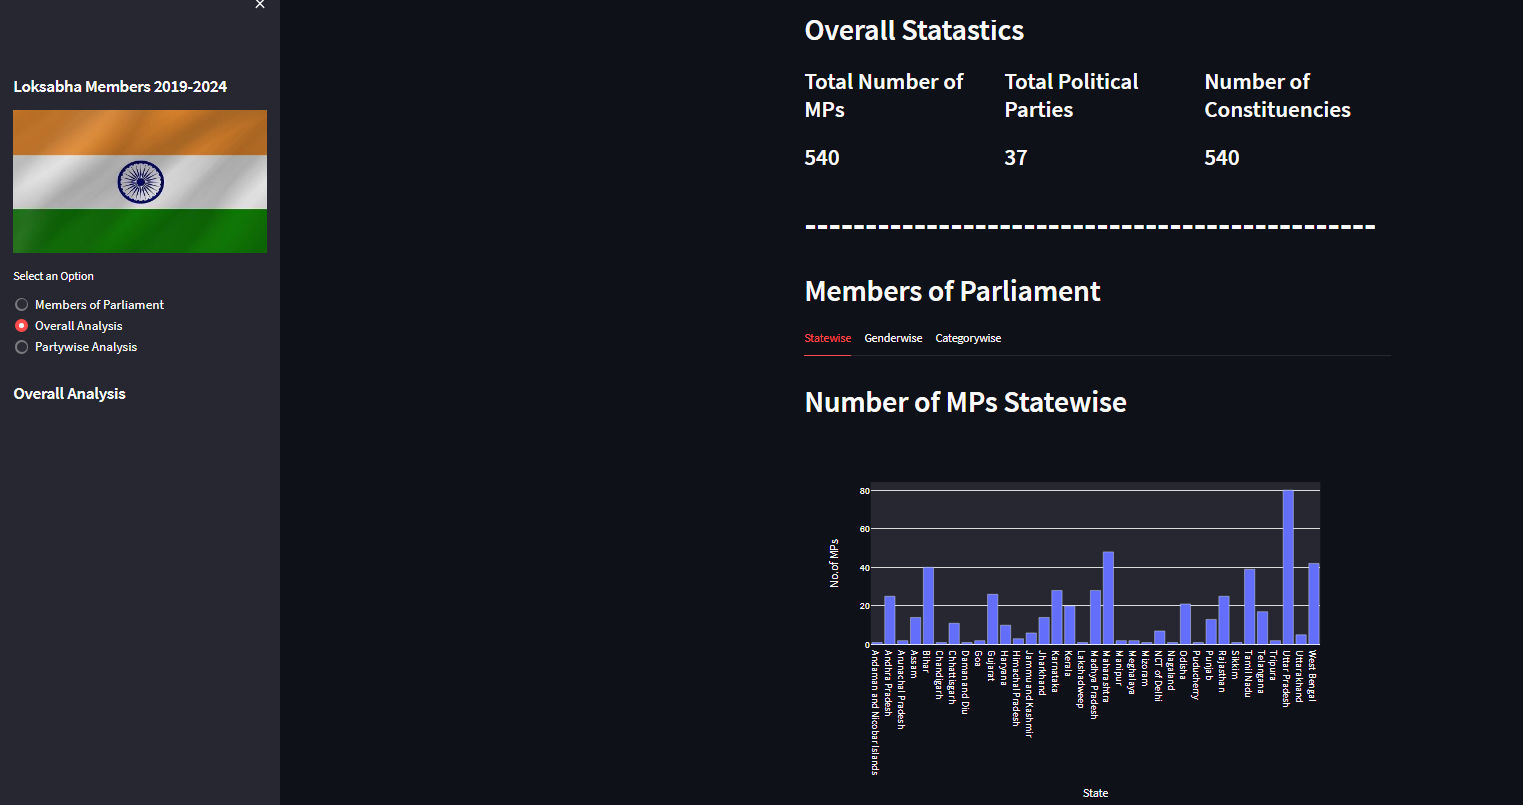 ×
Loksabha Members 2019-2024
Select an Option
Members of Parliament
Overall Analysis
Partywise Analysis
Overall Analysis
Overall Statastics
Total Number of
MPs
540
Total Political
Parties
37
Number of
Constituencies
540
-----------------------------------------------
Members of Parliament
Statewise Genderwise Categorywise
Number of MPs Statewise
No.of MPs
80
60
40
20
0
Andaman and Nicobar Islands
Andhra Pradesh
Arunachal Pradesh
Assam
Bihar
Chandigarh
Chhattisgarh
Daman and Diu
Goa
Gujarat
Haryana
Himachal Pradesh
Jammu and Kashmir
Jharkhand
Karnataka
Kerala
Lakshadweep
Madhya Pradesh
Maharashtra
Manipur
Meghalaya
Mizoram
NCT of Delhi
Nagaland
Odisha
Puducherry
Punjab
Rajasthan
Sikkim
Tamil Nadu
Telangana
Tripura
Uttar Pradesh
Uttarakhand
West Bengal
State